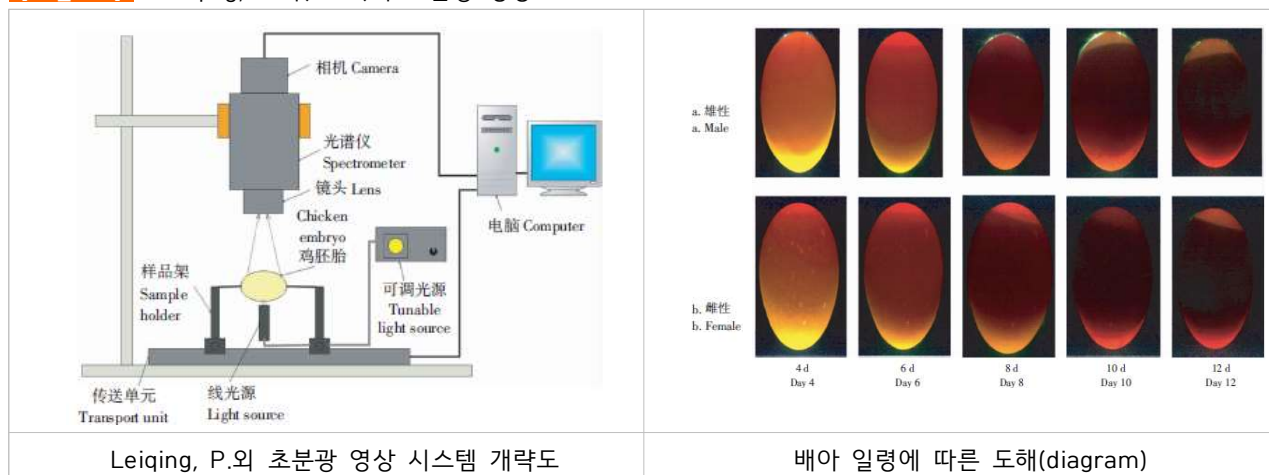 相机 Camera
光谱仪
Spectrometer
镜头 Lens
Chicken
embryo
鸡胚胎
样品架
Sample
holder
可调光源
Tunable
light source
电脑 Computer
传送单元
Transport unit
线光源
Light source
a. 雄性
a. Male
b. 雌性
b. Female
4 d
Day 4
6 d
Day 6
8 d
Day 8
10 d
Day 10
12 d
Day 12
Leiqing, P.외 초분광 영상 시스템 개략도
배아 일령에 따른 도해(diagram)